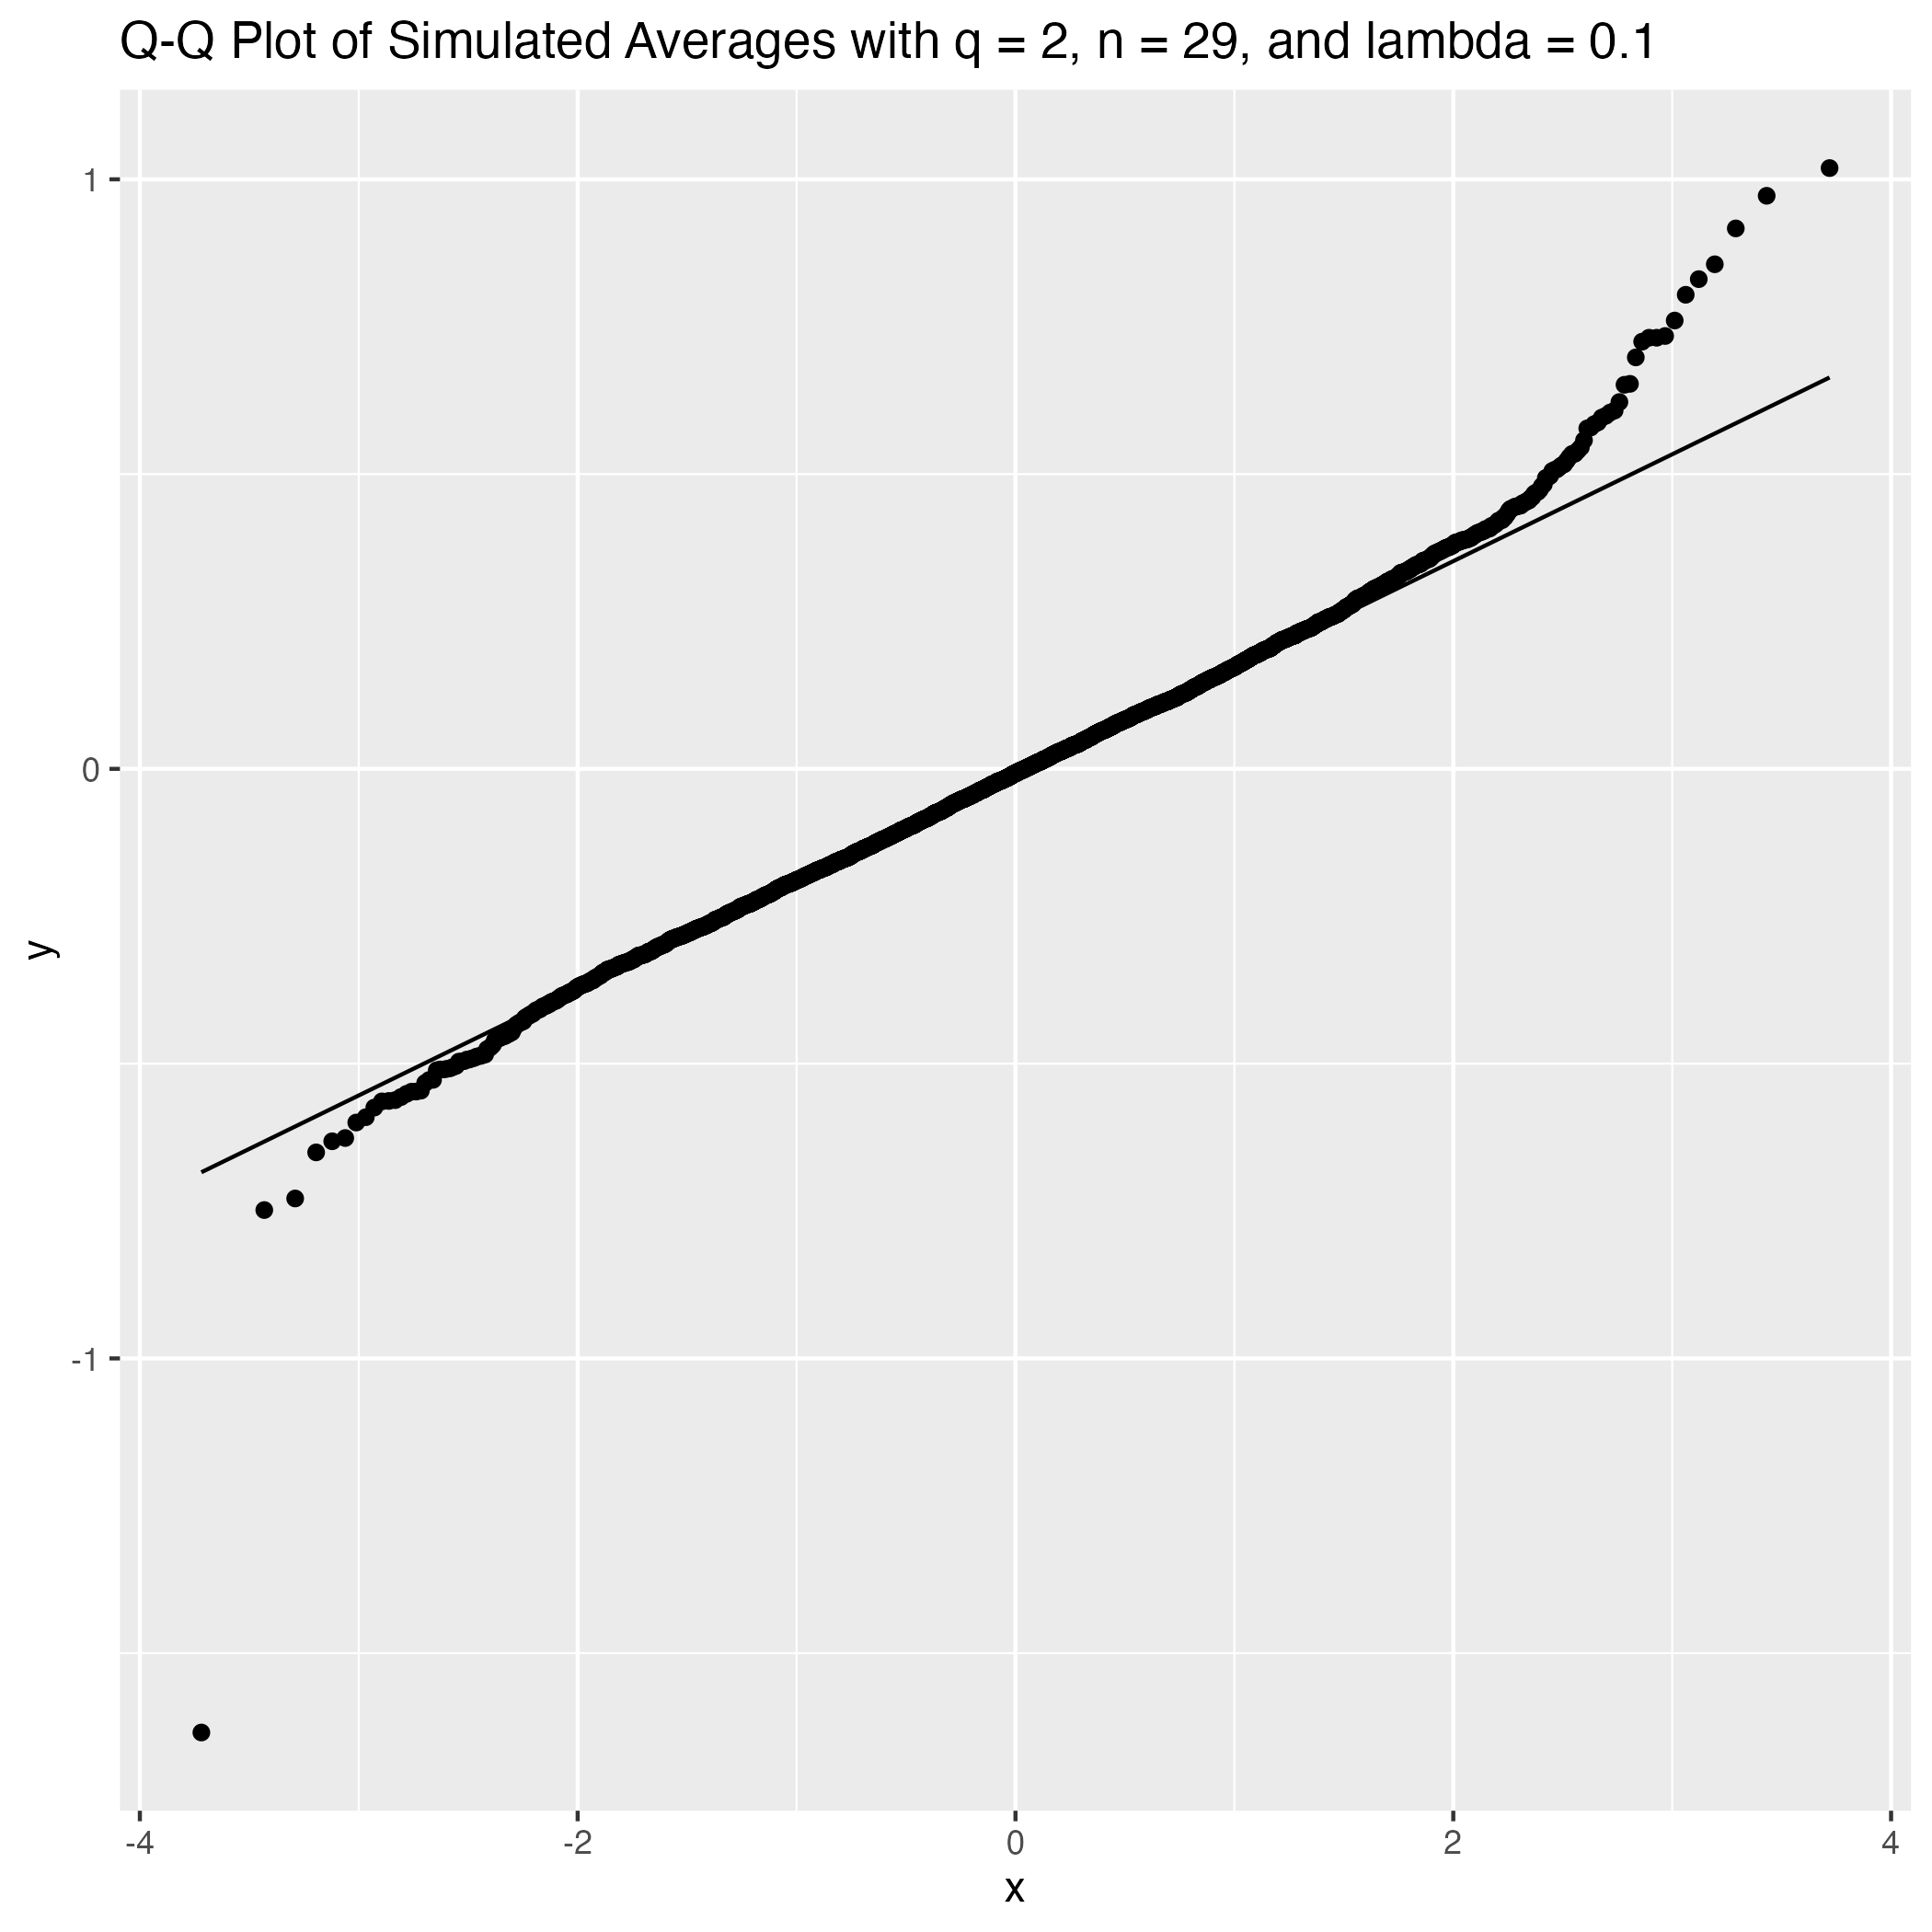 Q-Q Plot of Simulated Averages with q = 2, n = 29, and lambda = 0.1
1
0
-1
y
-4 -2 0 2 4
x